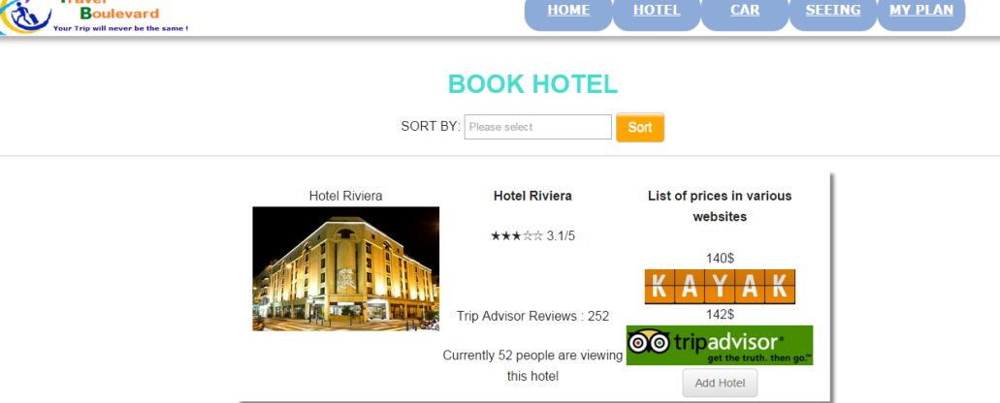 Travel
Boulevard
Your Trip will never be the same !
HOME
HOTEL
CAR
SEEING
MY PLAN
BOOK HOTEL
SORT BY:
Please select
Sort
Hotel Riviera
Hotel Riviera
★★★☆☆ 3.1/5
Trip Advisor Reviews : 252
Currently 52 people are viewing
this hotel
List of prices in various
websites
140$
KAYAK
142$
tripadvisor®
get the truth. then go.™
Add Hotel